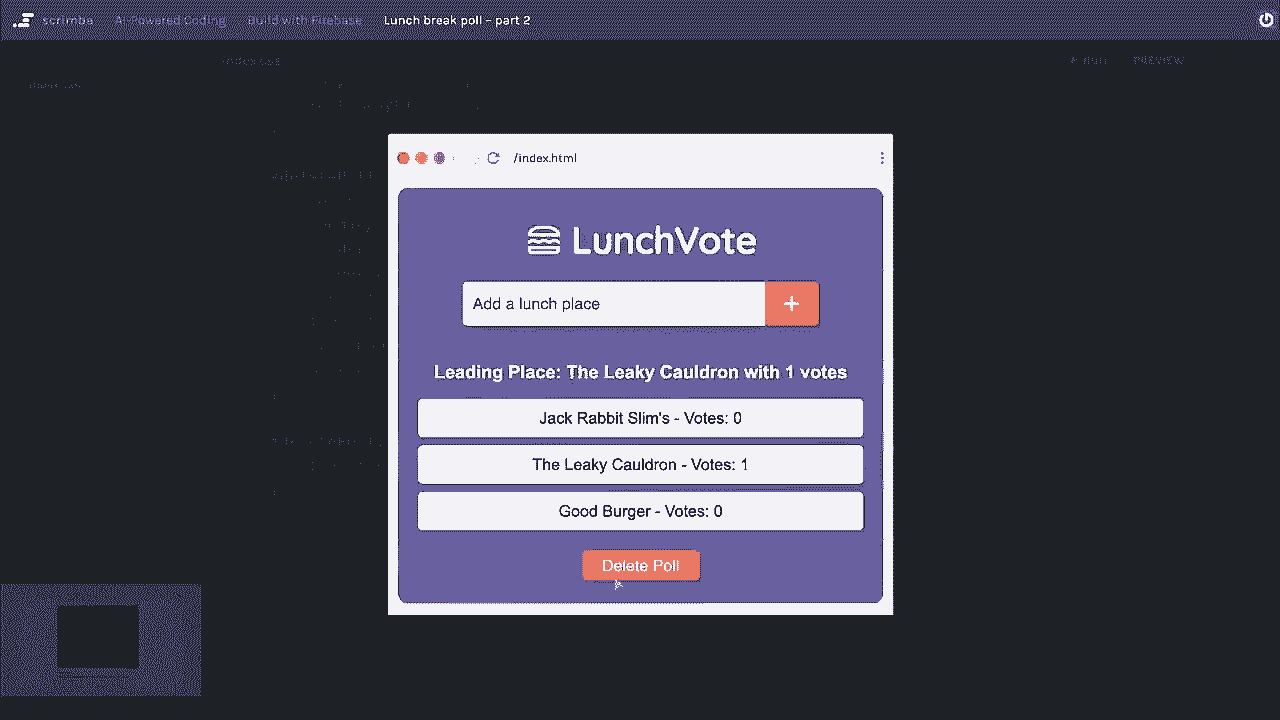 scrimba AI-Powered Coding Build with Firebase Lunch break poll – part 2
index.css RUN PREVIEW
/index.html
LunchVote
Add a lunch place +
Leading Place: The Leaky Cauldron with 1 votes
Jack Rabbit Slim's - Votes: 0
The Leaky Cauldron - Votes: 1
Good Burger - Votes: 0
Delete Poll